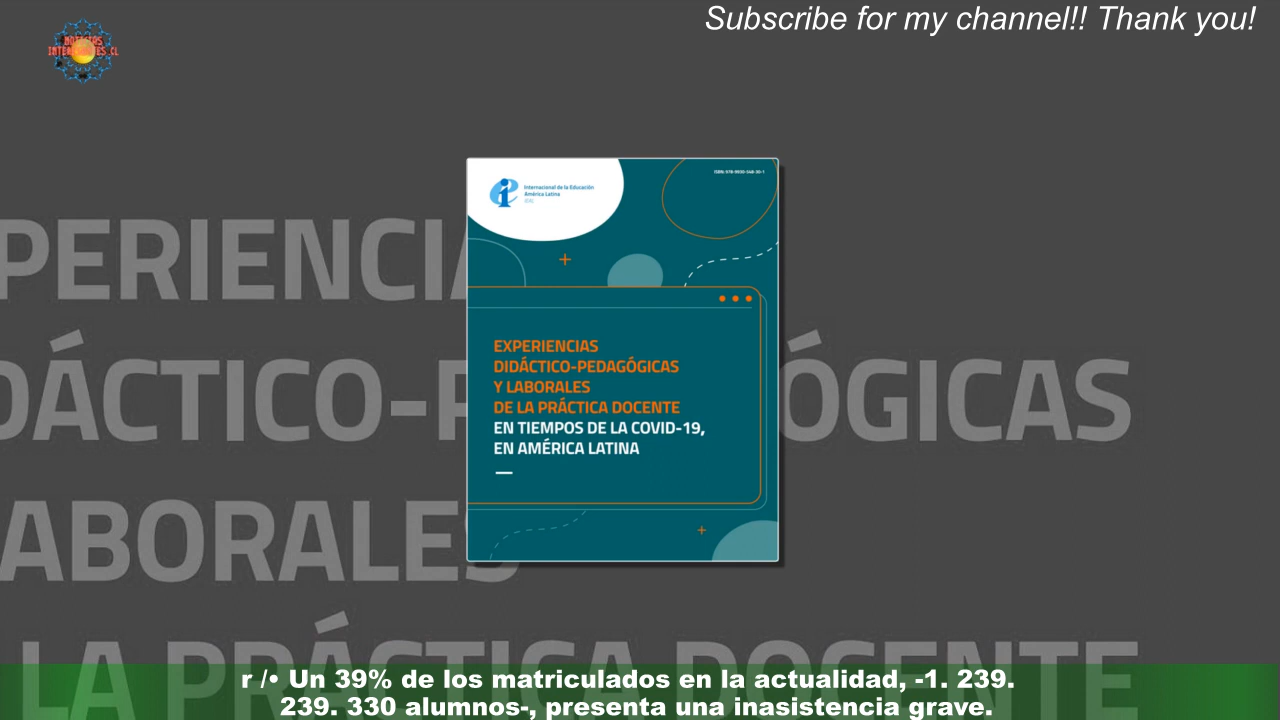 Subscribe for my channel!! Thank you!
NOTICIAS
INTERESANTES.CL
Internacional de la Educación
América Latina
IEAL
ISBN: 978-9930-548-30-1
PERIENCIA
DÁCTICO-P ÓGICAS
ABORALES
LA PRÁCTICA DOCENTE
EXPERIENCIAS
DIDÁCTICO-PEDAGÓGICAS
Y LABORALES
DE LA PRÁCTICA DOCENTE
EN TIEMPOS DE LA COVID-19,
EN AMÉRICA LATINA
r /• Un 39% de los matriculados en la actualidad, -1. 239.
239. 330 alumnos-, presenta una inasistencia grave.